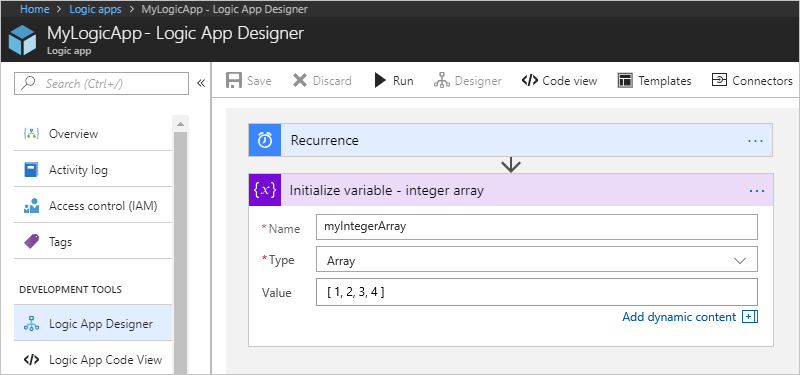 Home > Logic apps > MyLogicApp - Logic App Designer
MyLogicApp - Logic App Designer
Logic app
Search (Ctrl+/)
«
Save
Discard
Run
Designer
</> Code view
Templates
Connectors
Overview
Activity log
Access control (IAM)
Tags
DEVELOPMENT TOOLS
Logic App Designer
</> Logic App Code View
Recurrence
...
{x} Initialize variable - integer array
...
* Name
myIntegerArray
* Type
Array
Value
[ 1, 2, 3, 4 ]
Add dynamic content